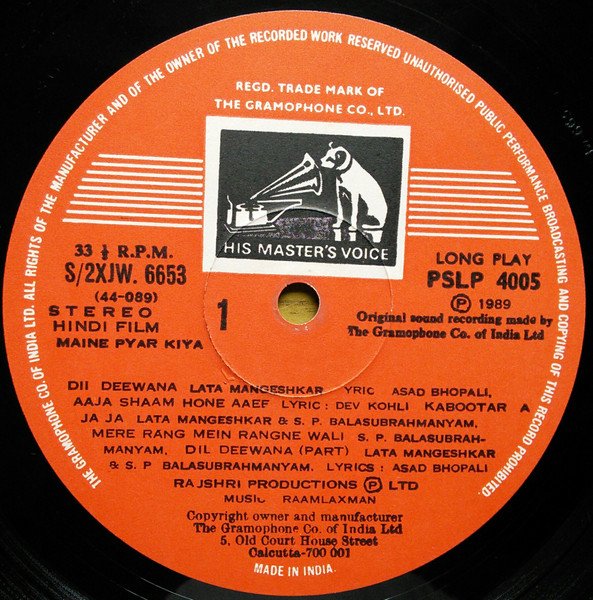 THE GRAMOPHONE CO. OF INDIA LTD. ALL RIGHTS OF THE MANUFACTURER AND OF THE OWNER OF THE RECORDED WORK RESERVED UNAUTHORISED PUBLIC PERFORMANCE BROADCASTING AND COPYING OF THIS RECORD PROHIBITED.
REGD. TRADE MARK OF
THE GRAMOPHONE CO., LTD.
HIS MASTER'S VOICE
33 ⅓ R.P.M.
S/2XJW. 6653
(44-089)
STEREO
HINDI FILM
MAINE PYAR KIYA
1
LONG PLAY
PSLP 4005
Ⓟ 1989
Original sound recording made by
The Gramophone Co. of India Ltd
DIl DEEWANA LATA MANGESHKAR YRIC ASAD BHOPALI,
AAJA SHAAM HONE AAEF LYRIC : DEV KOHLI KABOOTAR A
JA JA LATA MANGESHKAR & S. P. BALASUBRAHMANYAM,
MERE RANG MEIN RANGNE WALI S. P. BALASUBRAH-
MANYAM, DIL DEEWANA (PART) LATA MANGESHKAR
& S. P BALASUBRAHMANYAM, LYRICS : ASAD BHOPALI
RAJSHRI PRODUCTIONS Ⓟ LTD
MUSIC RAAMLAXMAN
Copyright owner and manufacturer
The Gramophone Co. of India Ltd
5, Old Court House Street
Calcutta-700 001
MADE IN INDIA.